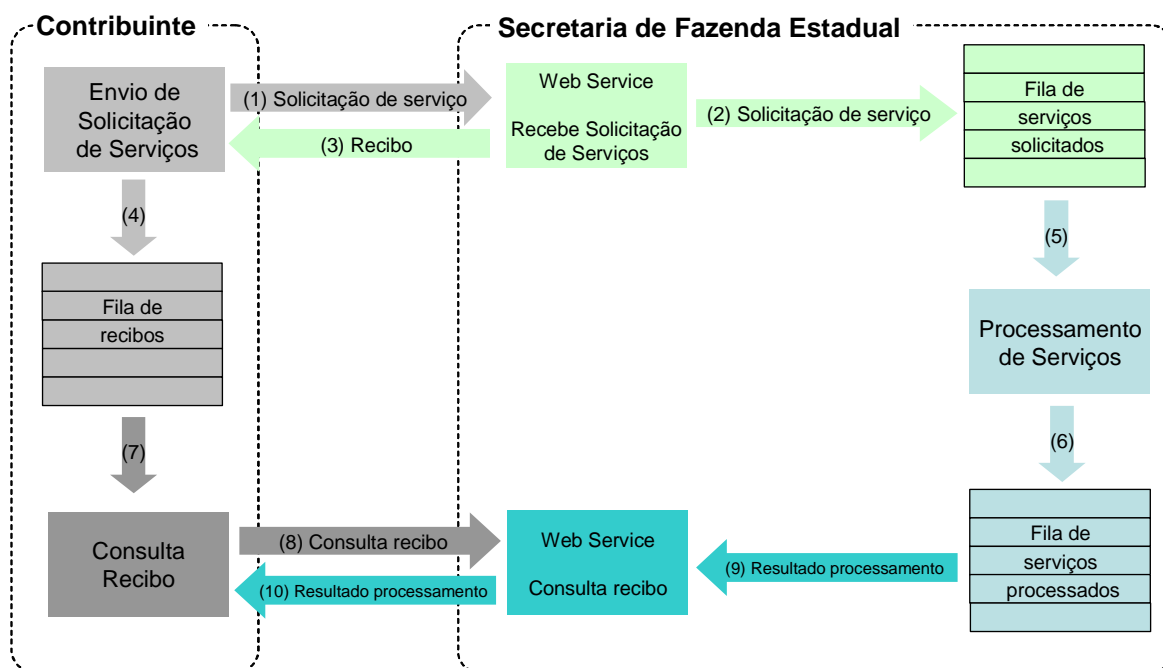 Contribuinte
Secretaria de Fazenda Estadual
Envio de
Solicitação
de Serviços
(1) Solicitação de serviço
(3) Recibo
Web Service
Recebe Solicitação
de Serviços
(2) Solicitação de serviço
Fila de
serviços
solicitados
(4)
(5)
Fila de
recibos
Processamento
de Serviços
(7)
(6)
Consulta
Recibo
(8) Consulta recibo
(10) Resultado processamento
Web Service
Consulta recibo
(9) Resultado processamento
Fila de
serviços
processados